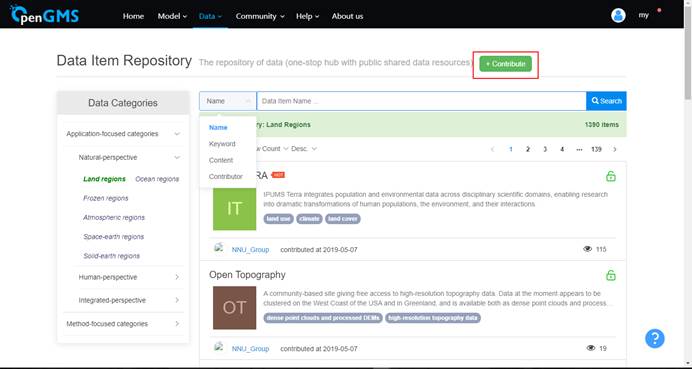 OpenGMS
Home Model Data Community Help About us
my
Data Item Repository The repository of data (one-stop hub with public shared data resources)
+ Contribute
Data Categories
Application-focused categories
Natural-perspective
Land regions Ocean regions
Frozen regions
Atmospheric regions
Space-earth regions
Solid-earth regions
Human-perspective
Integrated-perspective
Method-focused categories
Name Data Item Name ... Search
Name
Keyword
Content
Contributor
ry: Land Regions 1390 items
w Count Desc.
1 2 3 4 ... 139
RA HOT
IT
IPUMS Terra integrates population and environmental data across disciplinary scientific domains, enabling research
into dramatic transformations of human populations, the environment, and their interactions
land use climate land cover
NNU_Group contributed at 2019-05-07 115
Open Topography
OT
A community-based site giving free access to high-resolution topography data. Data at the moment appears to be
clustered on the West Coast of the USA and in Greenland, and is available both as dense point clouds and process...
dense point clouds and processed DEMs high-resolution topography data
NNU_Group contributed at 2019-05-07 19
?